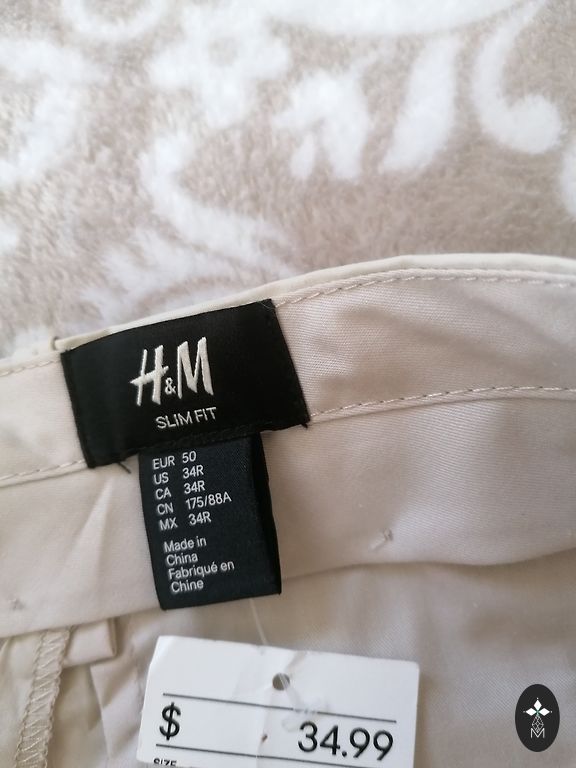 H&M
SLIM FIT
EUR 50
US 34R
CA 34R
CN 175/88A
MX 34R
Made in
China
Fabriqué en
Chine
$ 34.99
SIZE
M